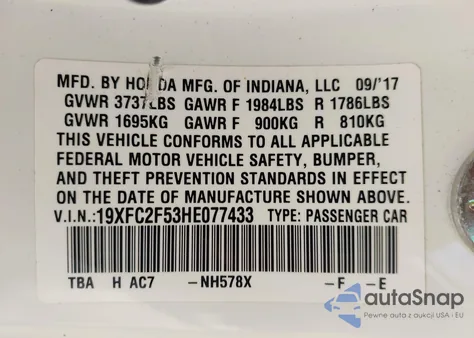 MFD. BY HONDA MFG. OF INDIANA, LLC 09/'17
GVWR 3737LBS GAWR F 1984LBS R 1786LBS
GVWR 1695KG GAWR F 900KG R 810KG
THIS VEHICLE CONFORMS TO ALL APPLICABLE
FEDERAL MOTOR VEHICLE SAFETY, BUMPER,
AND THEFT PREVENTION STANDARDS IN EFFECT
ON THE DATE OF MANUFACTURE SHOWN ABOVE.
V.I.N.:19XFC2F53HE077433 TYPE: PASSENGER CAR
TBA H AC7 -NH578X -F -E
autoSnap
Pewne auta z aukcji USA - EU